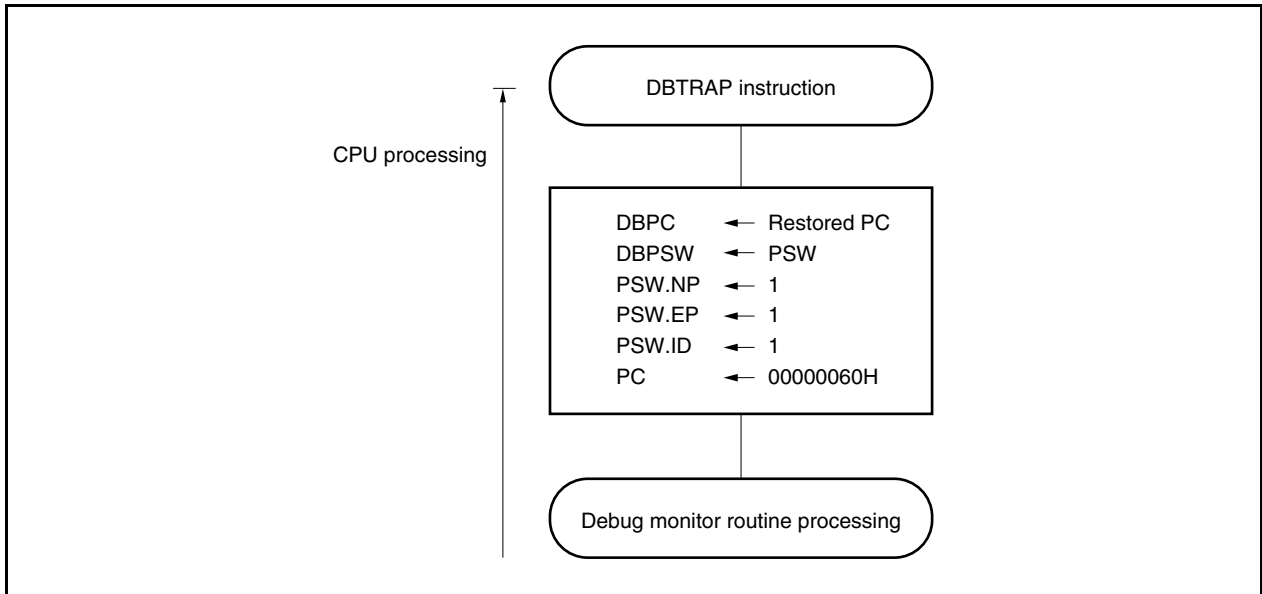 DBTRAP instruction
CPU processing
DBPC ← Restored PC
DBPSW ← PSW
PSW.NP ← 1
PSW.EP ← 1
PSW.ID ← 1
PC ← 00000060H
Debug monitor routine processing